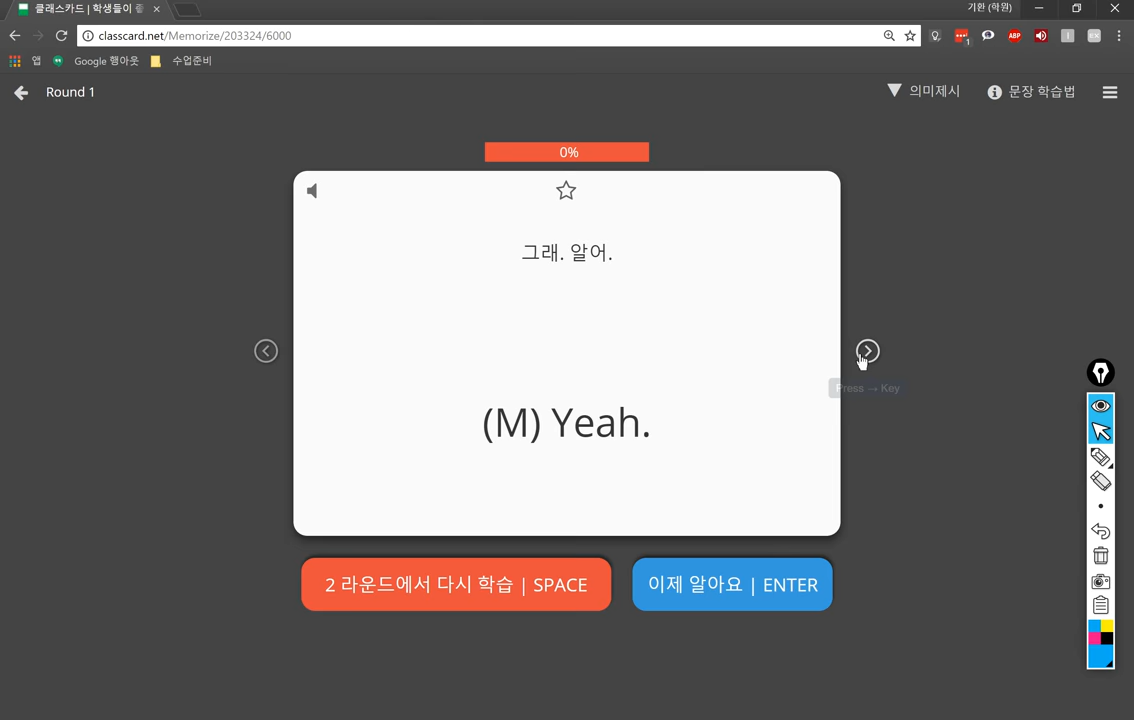 클래스카드 | 학생들이 즐
기환 (학원)
classcard.net/Memorize/203324/6000
1
ABP
앱 Google 행아웃 수업준비
Round 1
의미제시
문장 학습법
0%
그래. 알어.
Press → Key
(M) Yeah.
2 라운드에서 다시 학습 | SPACE
이제 알아요 | ENTER